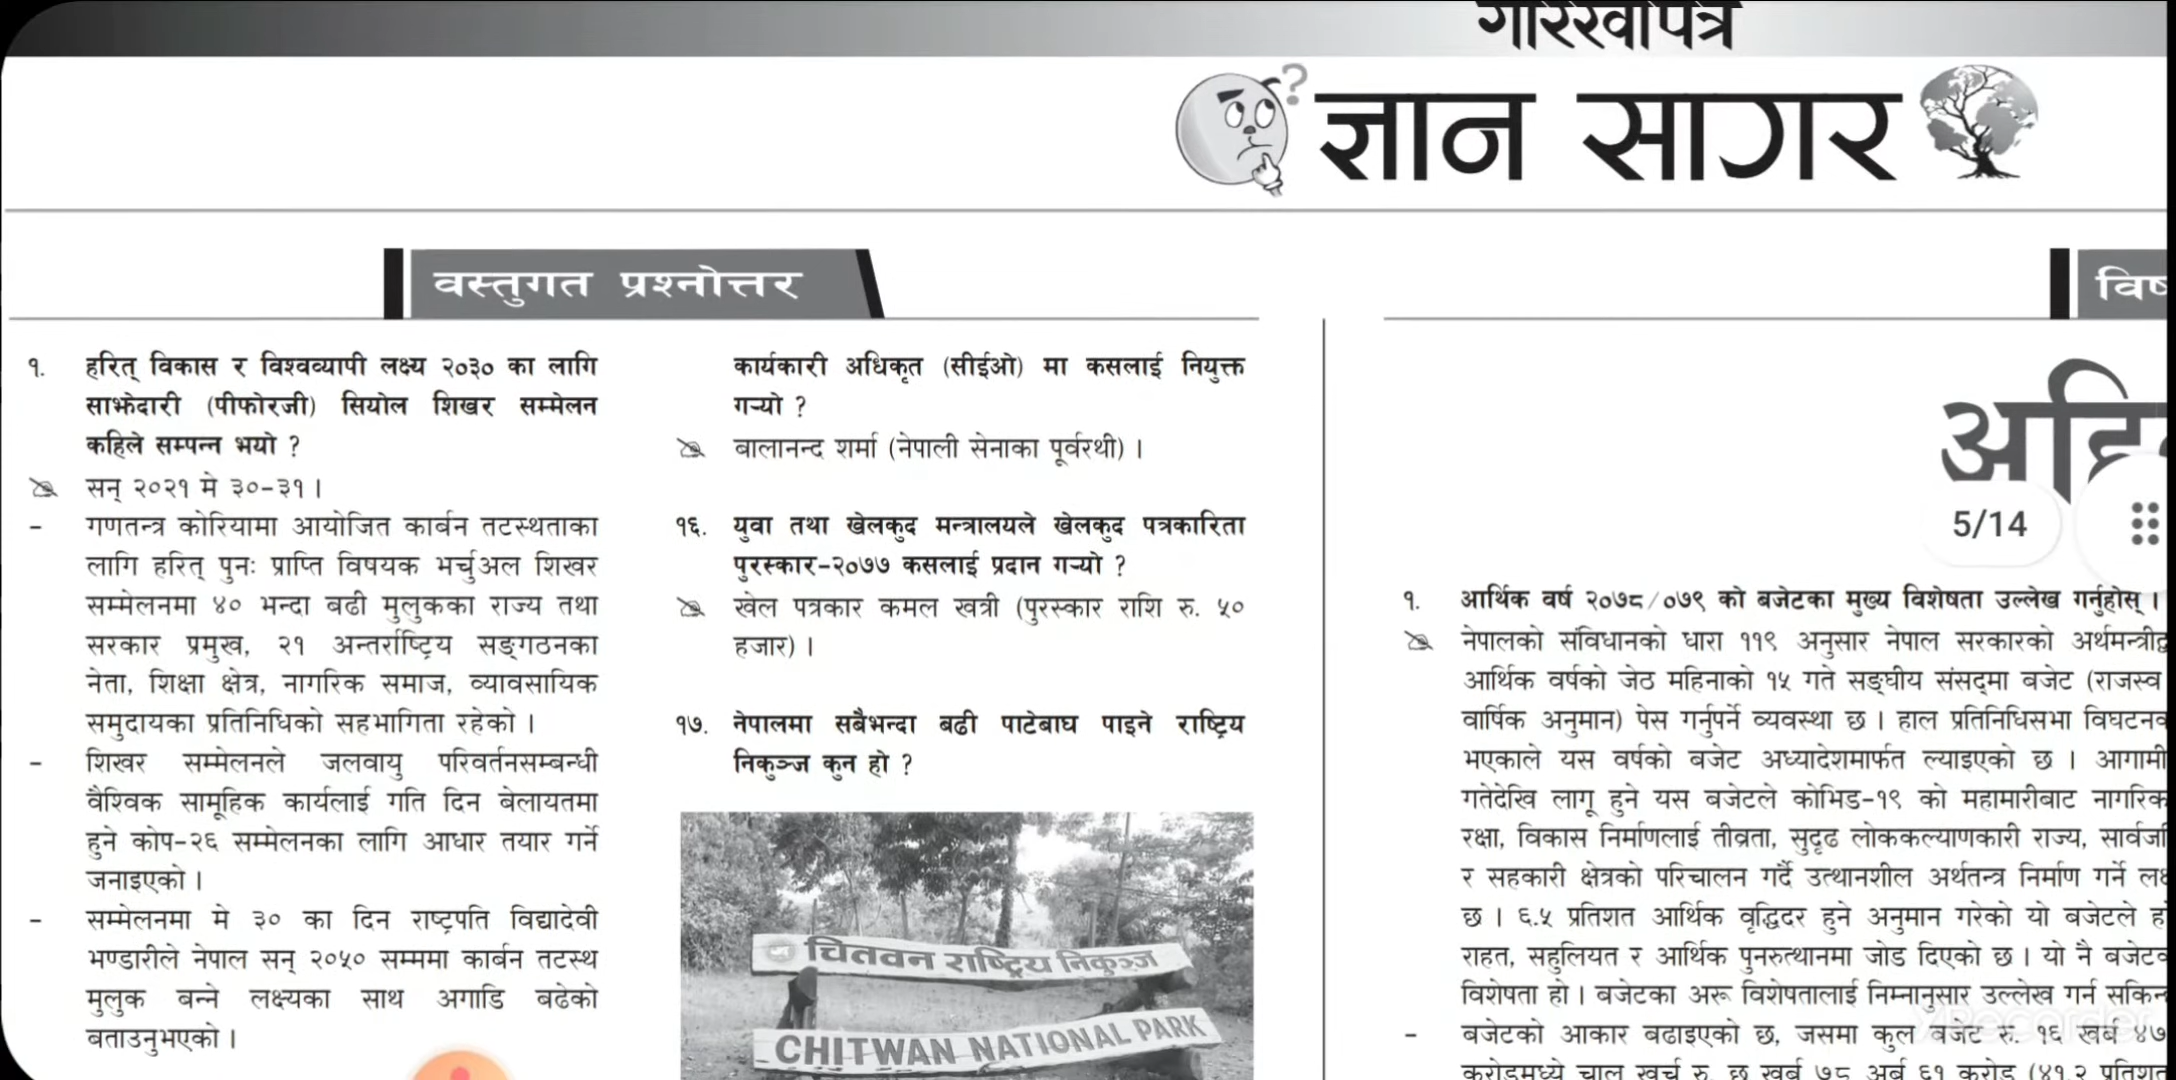 गोरखापत्र
ज्ञान सागर
वस्तुगत प्रश्नोत्तर
१. हरित् विकास र विश्वव्यापी लक्ष्य २०३० का लागि
साझेदारी (पीफोरजी) सियोल शिखर सम्मेलन
कहिले सम्पन्न भयो ?
सन् २०२१ मे ३०-३१ ।
- गणतन्त्र कोरियामा आयोजित कार्बन तटस्थताका
लागि हरित् पुनः प्राप्ति विषयक भर्चुअल शिखर
सम्मेलनमा ४० भन्दा बढी मुलुकका राज्य तथा
सरकार प्रमुख, २१ अन्तर्राष्ट्रिय सङ्गठनका
नेता, शिक्षा क्षेत्र, नागरिक समाज, व्यावसायिक
समुदायका प्रतिनिधिको सहभागिता रहेको ।
- शिखर सम्मेलनले जलवायु परिवर्तनसम्बन्धी
वैश्विक सामूहिक कार्यलाई गति दिन बेलायतमा
हुने कोप-२६ सम्मेलनका लागि आधार तयार गर्ने
जनाइएको ।
- सम्मेलनमा मे ३० का दिन राष्ट्रपति विद्यादेवी
भण्डारीले नेपाल सन् २०५० सम्ममा कार्बन तटस्थ
मुलुक बन्ने लक्ष्यका साथ अगाडि बढेको
बताउनुभएको ।
कार्यकारी अधिकृत (सीईओ) मा कसलाई नियुक्त
गर्‍यो ?
बालानन्द शर्मा (नेपाली सेनाका पूर्वरथी) ।
१६. युवा तथा खेलकुद मन्त्रालयले खेलकुद पत्रकारिता
पुरस्कार-२०७७ कसलाई प्रदान गर्‍यो ?
खेल पत्रकार कमल खत्री (पुरस्कार राशि रु. ५०
हजार) ।
१७. नेपालमा सबैभन्दा बढी पाटेबाघ पाइने राष्ट्रिय
निकुञ्ज कुन हो ?
चितवन राष्ट्रिय निकुञ्ज
CHITWAN NATIONAL PARK
5/14
१. आर्थिक वर्ष २०७८/०७९ को बजेटका मुख्य विशेषता उल्लेख गर्नुहोस् ।
नेपालको संविधानको धारा ११९ अनुसार नेपाल सरकारको
आर्थिक वर्षको जेठ महिनाको १५ गते सङ्घीय संसद्मा बजेट (राजस्व
वार्षिक अनुमान) पेस गर्नुपर्ने व्यवस्था छ । हाल प्रतिनिधिसभा
भएकाले यस वर्षको बजेट अध्यादेशमार्फत ल्याइएको छ । आगामी
गतेदेखि लागू हुने यस बजेटले कोभिड-१९ को महामारीबाट नागरिक
रक्षा, विकास निर्माणलाई तीव्रता, सुदृढ लोककल्याणकारी राज्य,
र सहकारी क्षेत्रको परिचालन गर्दै उत्थानशील अर्थतन्त्र निर्माण गर्ने
छ । ६.५ प्रतिशत आर्थिक वृद्धिदर हुने अनुमान गरेको यो बजेटले
राहत, सहुलियत र आर्थिक पुनरुत्थानमा जोड दिएको छ । यो नै
विशेषता हो । बजेटका अरू विशेषतालाई निम्नानुसार उल्लेख गर्न
- बजेटको आकार बढाइएको छ, जसमा कुल बजेट रु. १६ खर्ब ४७
करोडमध्ये चालु खर्च रु. छ खर्ब ७८ अर्ब ६१ करोड (४१.२ प्रतिशत
XRecorder